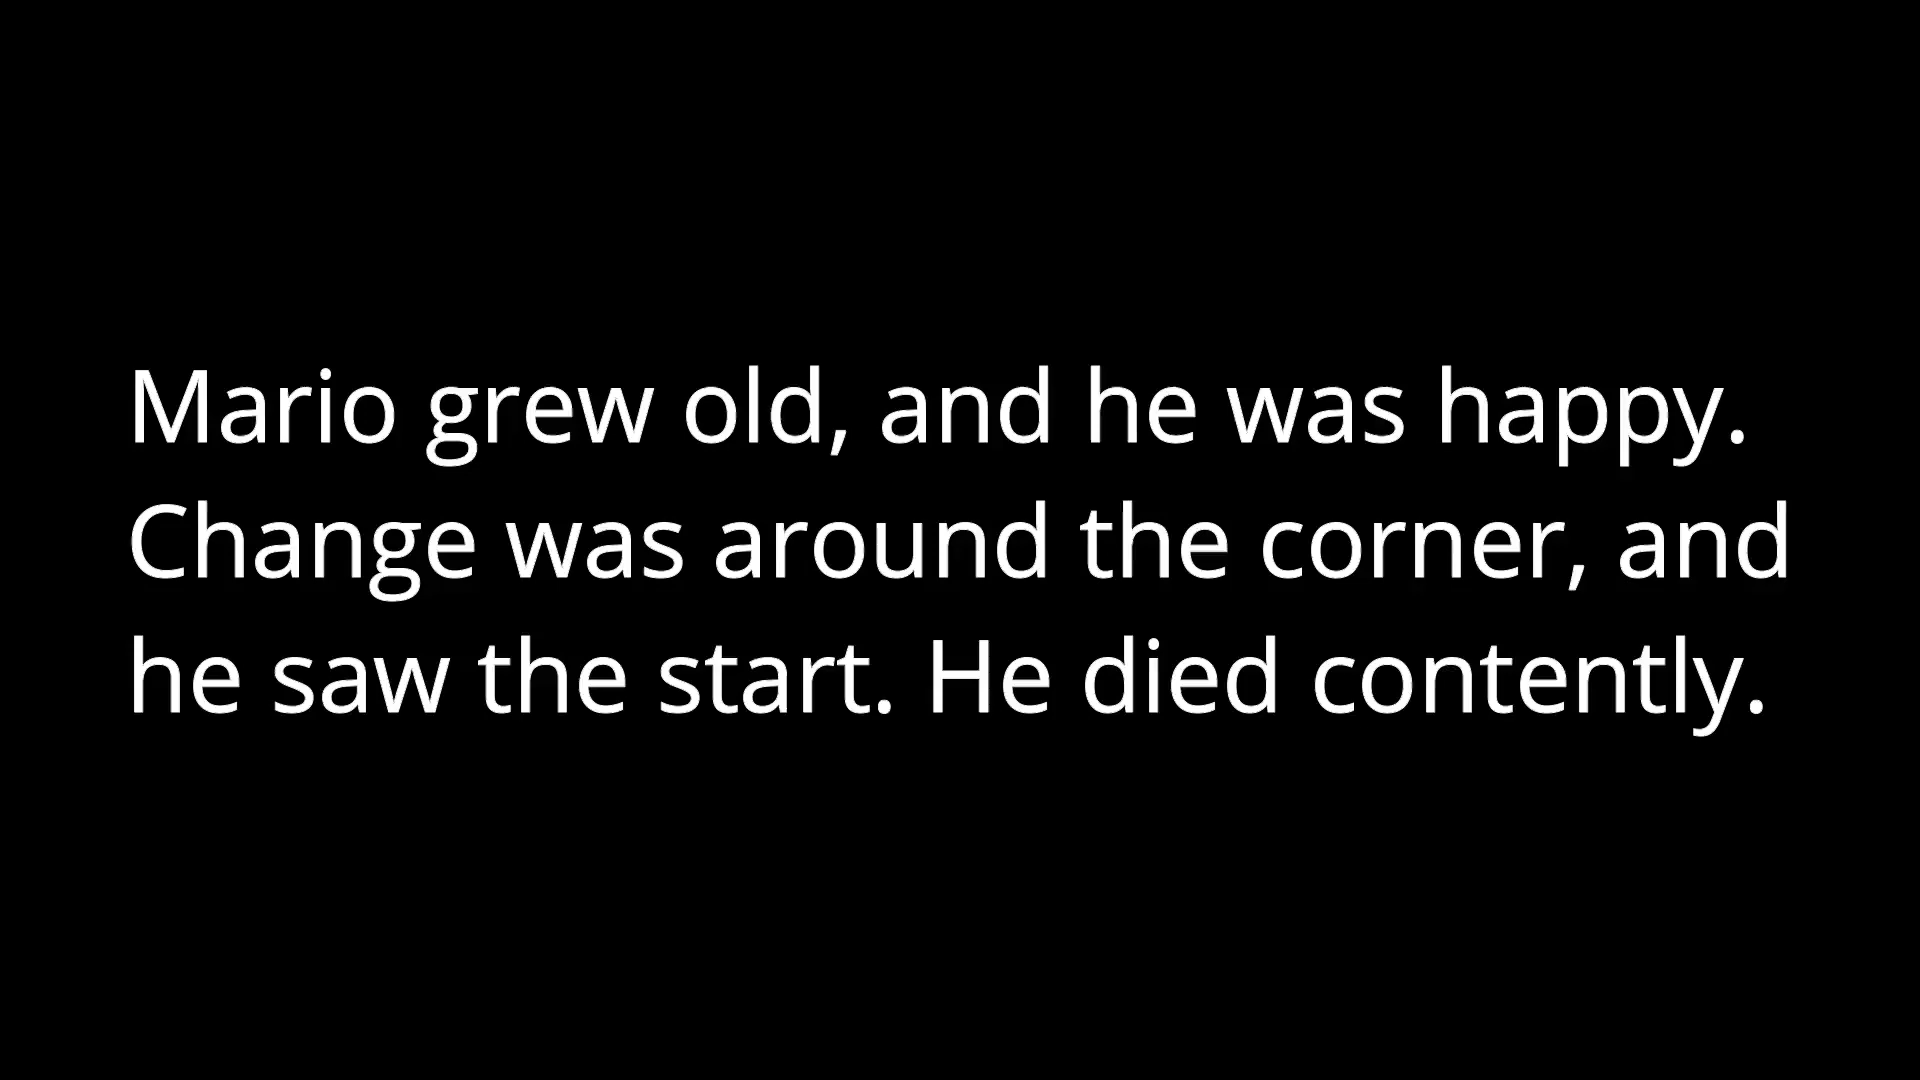 Mario grew old, and he was happy.
Change was around the corner, and
he saw the start. He died contently.